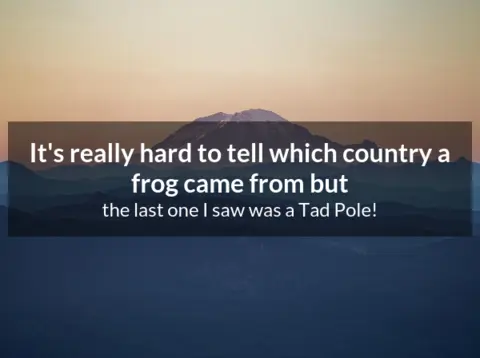 It's really hard to tell which country a
frog came from but
the last one I saw was a Tad Pole!